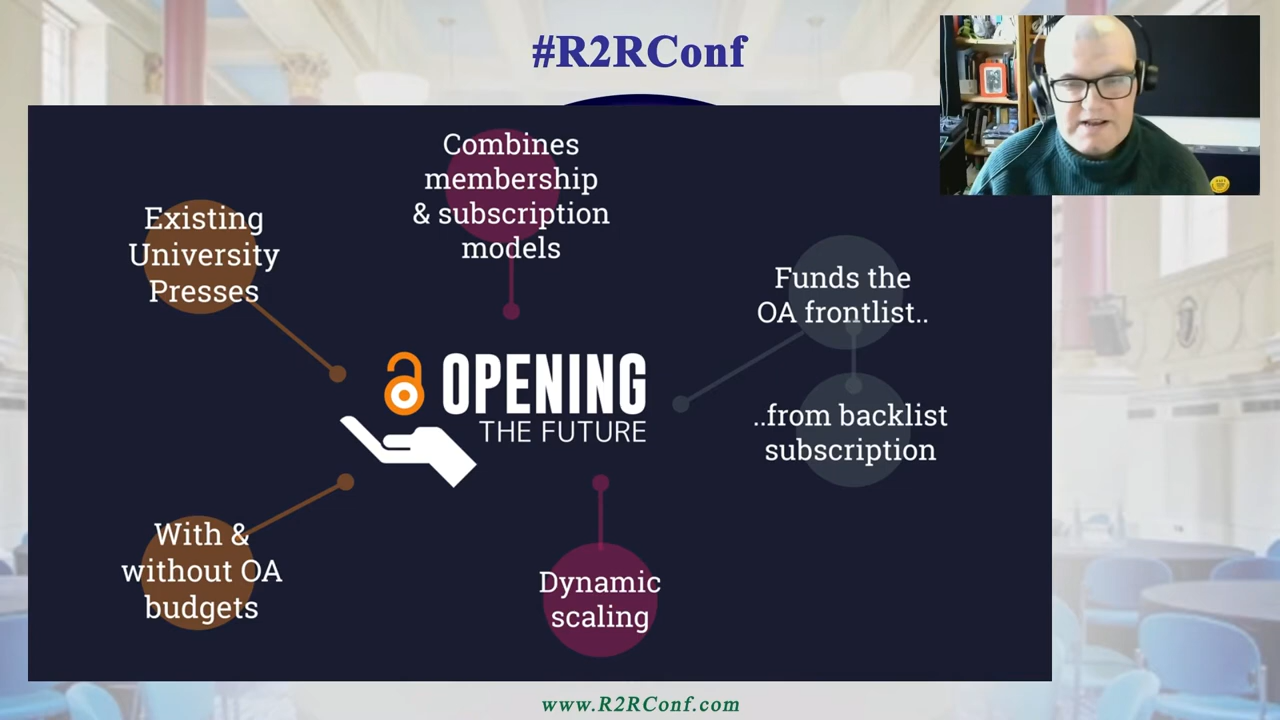 #R2RConf
Combines
membership
& subscription
models
Existing
University
Presses
Funds the
OA frontlist..
OPENING
THE FUTURE
..from backlist
subscription
With &
without OA
budgets
Dynamic
scaling
www.R2RConf.com